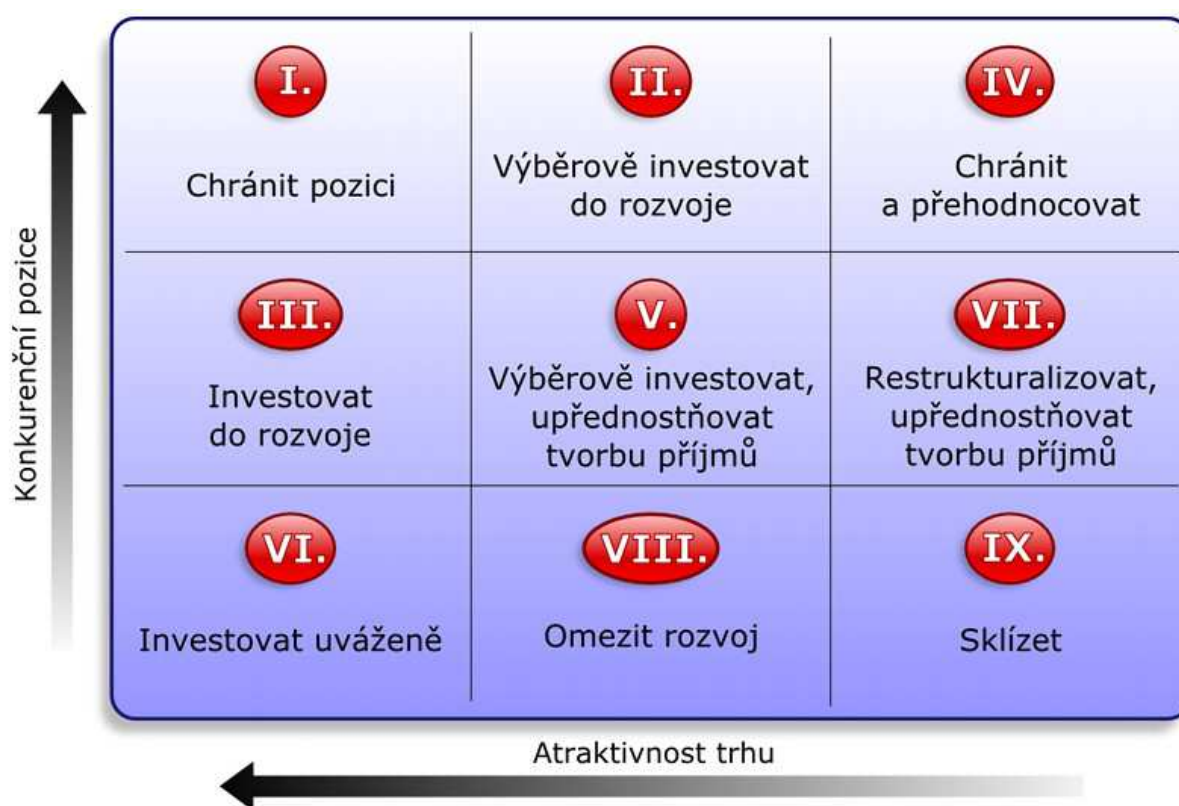 Konkurenční pozice
I.
Chránit pozici
II.
Výběrově investovat
do rozvoje
IV.
Chránit
a přehodnocovat
III.
Investovat
do rozvoje
V.
Výběrově investovat,
upřednostňovat
tvorbu příjmů
VII.
Restrukturalizovat,
upřednostňovat
tvorbu příjmů
VI.
Investovat uváženě
VIII.
Omezit rozvoj
IX.
Sklízet
Atraktivnost trhu